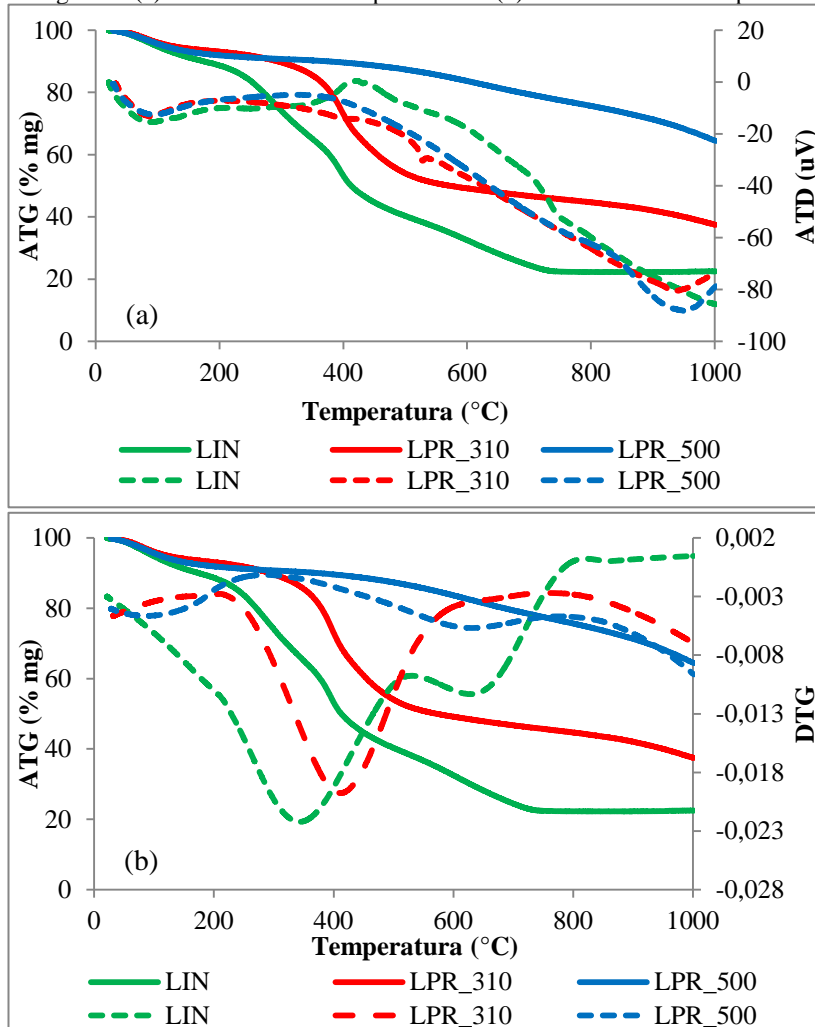 (a) (b)
100 20
80 0
60 -20
-40
40
-60
20 -80
0 -100
ATG (% mg)
ATD (uV)
(a)
0 200 400 600 800 1000
Temperatura (°C)
LIN LPR_310 LPR_500
LIN LPR_310 LPR_500
100 0,002
80 -0,003
60 -0,008
-0,013
40
-0,018
20 -0,023
0 -0,028
ATG (% mg)
DTG
(b)
0 200 400 600 800 1000
Temperatura (°C)
LIN LPR_310 LPR_500
LIN LPR_310 LPR_500